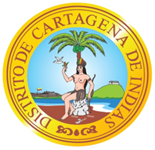 DISTRITO DE CARTAGENA DE INDIAS